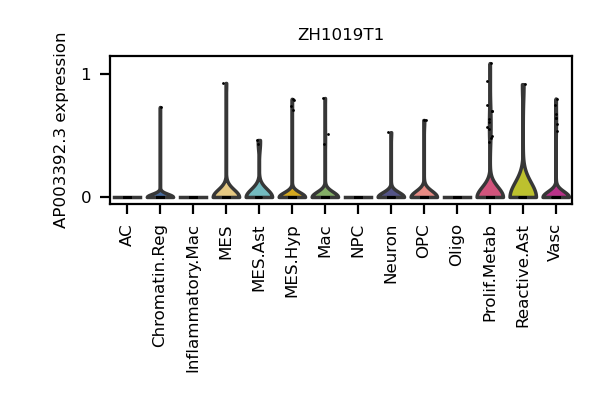 ZH1019T1
AP003392.3 expression
1
0
AC
Chromatin.Reg
Inflammatory.Mac
MES
MES.Ast
MES.Hyp
Mac
NPC
Neuron
OPC
Oligo
Prolif.Metab
Reactive.Ast
Vasc